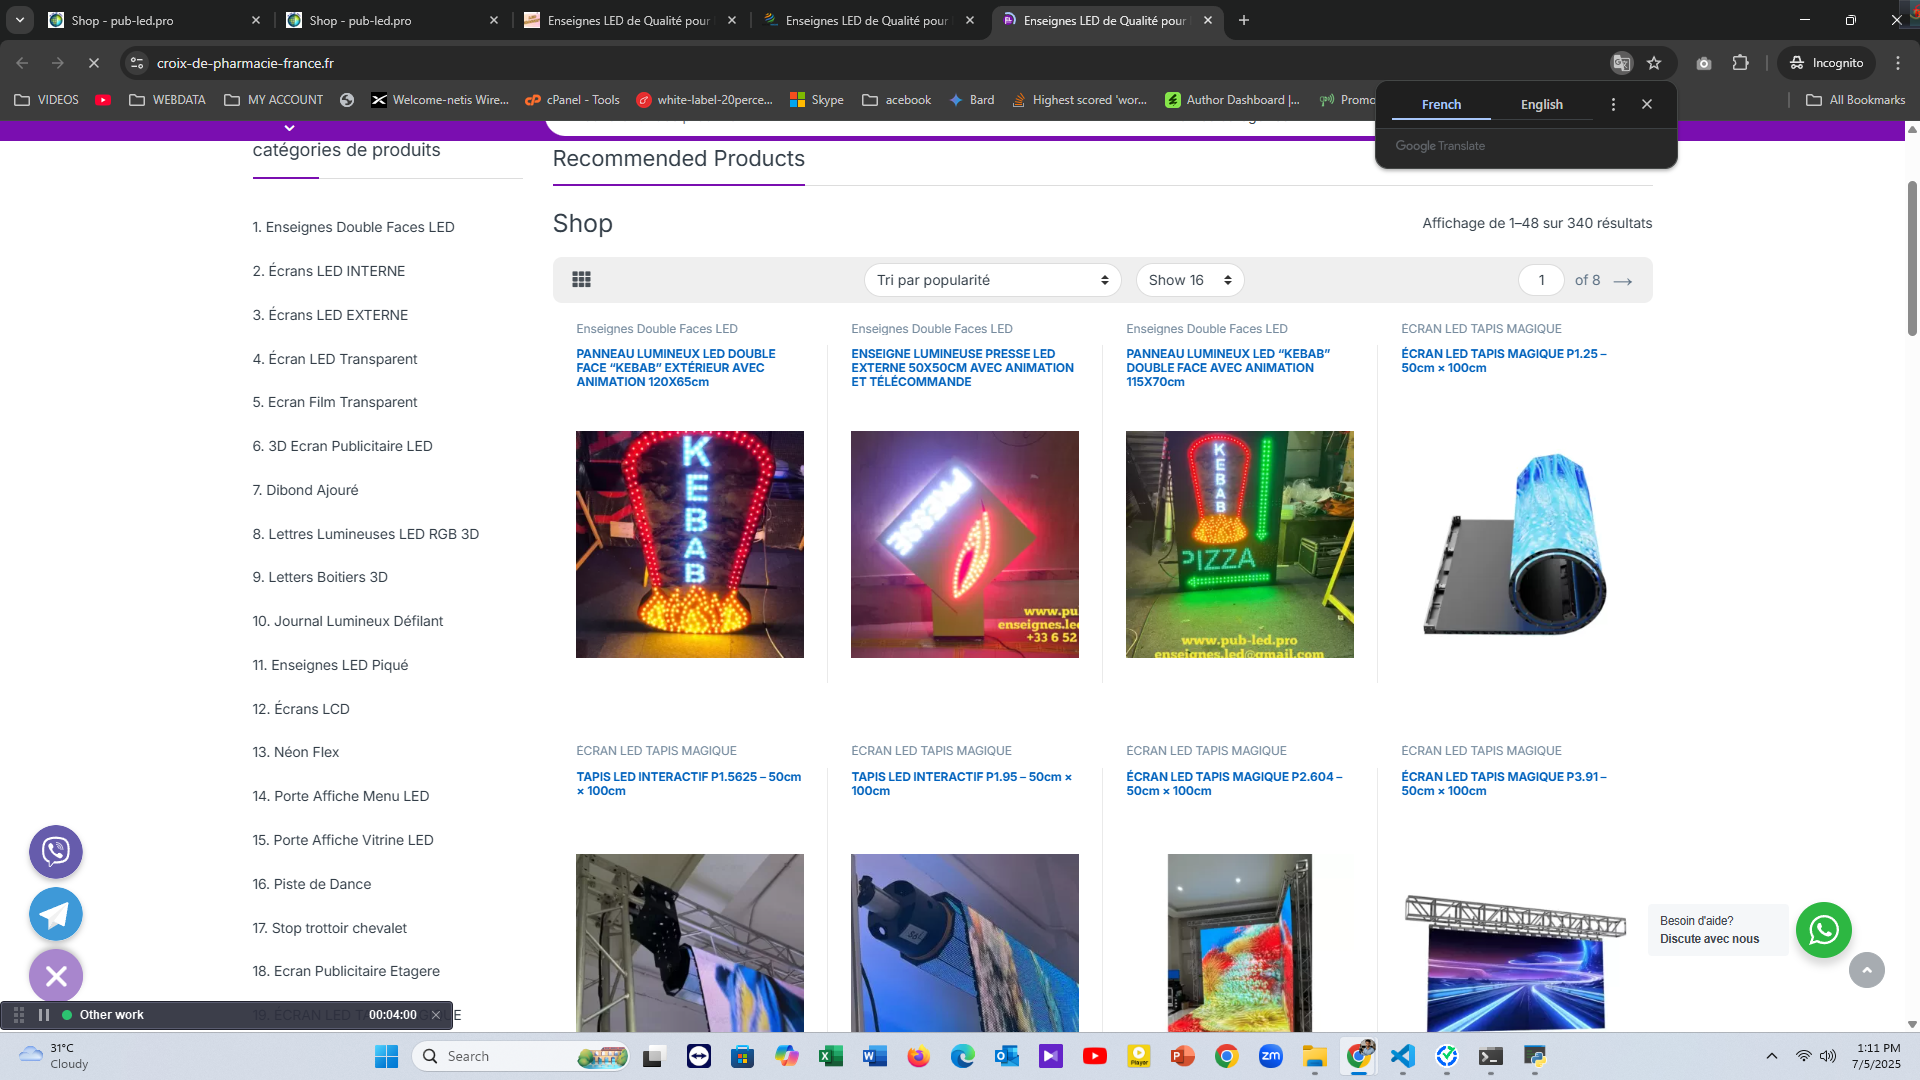 Shop - pub-led.pro
Shop - pub-led.pro
Enseignes LED de Qualité pour
Enseignes LED de Qualité pour
Enseignes LED de Qualité pour
croix-de-pharmacie-france.fr
Incognito
VIDEOS
WEBDATA
MY ACCOUNT
Welcome-netis Wire...
cPanel - Tools
white-label-20perce...
Skype
acebook
Bard
Highest scored 'wor...
Author Dashboard |...
Promo
All Bookmarks
French
English
Google Translate
catégories de produits
1. Enseignes Double Faces LED
2. Écrans LED INTERNE
3. Écrans LED EXTERNE
4. Écran LED Transparent
5. Ecran Film Transparent
6. 3D Ecran Publicitaire LED
7. Dibond Ajouré
8. Lettres Lumineuses LED RGB 3D
9. Letters Boitiers 3D
10. Journal Lumineux Défilant
11. Enseignes LED Piqué
12. Écrans LCD
13. Néon Flex
14. Porte Affiche Menu LED
15. Porte Affiche Vitrine LED
16. Piste de Dance
17. Stop trottoir chevalet
18. Ecran Publicitaire Etagere
Recommended Products
Shop
Affichage de 1–48 sur 340 résultats
Tri par popularité
Show 16
1
of 8 →
Enseignes Double Faces LED
PANNEAU LUMINEUX LED DOUBLE
FACE “KEBAB” EXTÉRIEUR AVEC
ANIMATION 120X65cm
KEBAB
Enseignes Double Faces LED
ENSEIGNE LUMINEUSE PRESSE LED
EXTERNE 50X50CM AVEC ANIMATION
ET TÉLÉCOMMANDE
PRESSE
www.pu
enseignes.led
+33 6 52
Enseignes Double Faces LED
PANNEAU LUMINEUX LED “KEBAB”
DOUBLE FACE AVEC ANIMATION
115X70cm
KEBAB
PIZZA
www.pub-led.pro
enseignes.led@gmail.com
ECRAN LED TAPIS MAGIQUE
ÉCRAN LED TAPIS MAGIQUE P1.25 –
50cm × 100cm
ECRAN LED TAPIS MAGIQUE
TAPIS LED INTERACTIF P1.5625 – 50cm
× 100cm
ECRAN LED TAPIS MAGIQUE
TAPIS LED INTERACTIF P1.95 – 50cm ×
100cm
ECRAN LED TAPIS MAGIQUE
ÉCRAN LED TAPIS MAGIQUE P2.604 –
50cm × 100cm
ECRAN LED TAPIS MAGIQUE
ÉCRAN LED TAPIS MAGIQUE P3.91 –
50cm × 100cm
Besoin d'aide?
Discute avec nous
Other work
00:04:00
31°C
Cloudy
Search
1:11 PM
7/5/2025